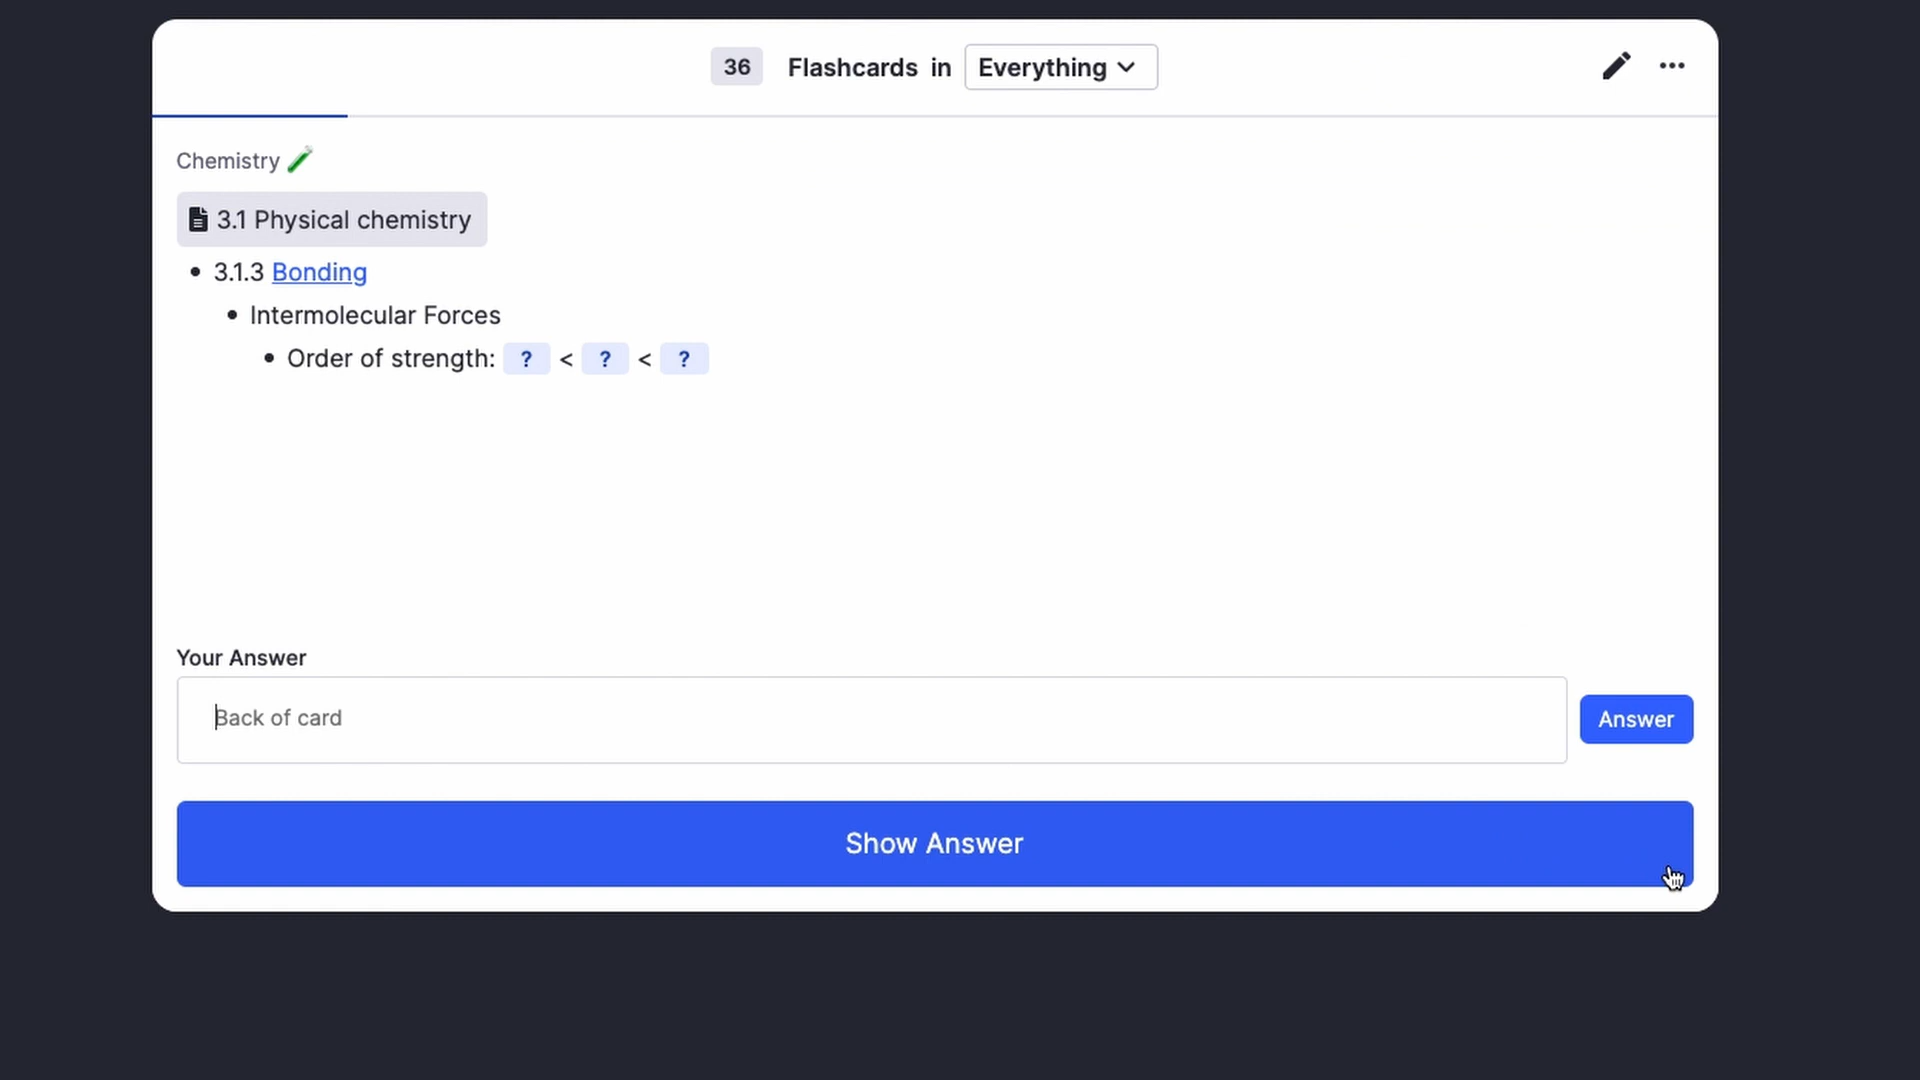 36 Flashcards in Everything
Chemistry
3.1 Physical chemistry
• 3.1.3 Bonding
• Intermolecular Forces
• Order of strength: ? < ? < ?
Your Answer
Back of card
Answer
Show Answer